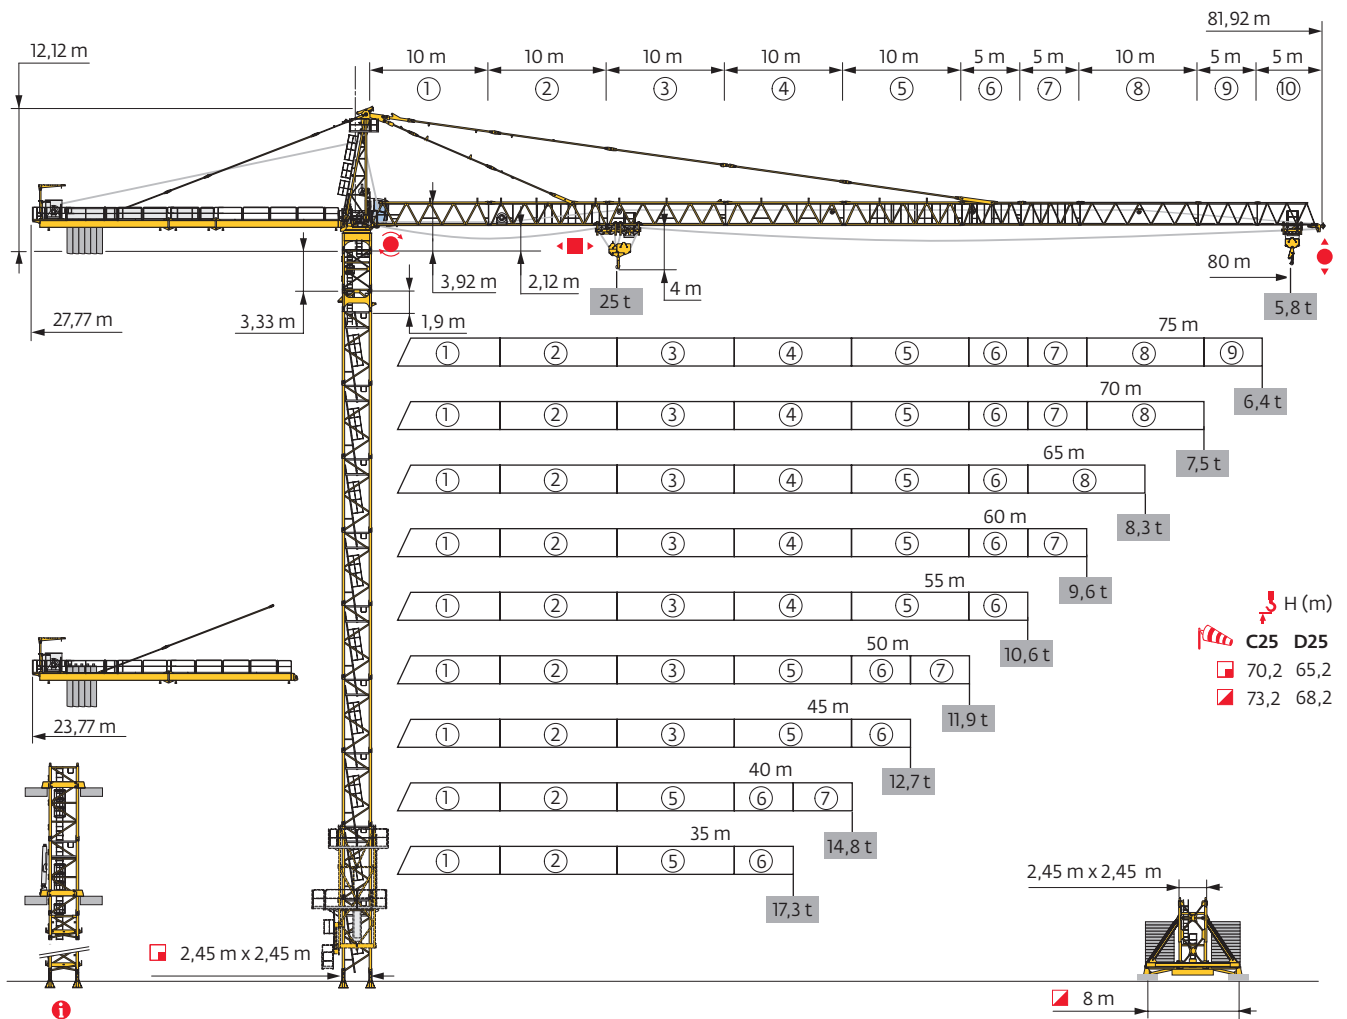 81,92 m
12,12 m
10 m 10 m 10 m 10 m 10 m 5 m 5 m 10 m 5 m 5 m
1 2 3 4 5 6 7 8 9 10
3,92 m
2,12 m
4 m
80 m
25 t
5,8 t
27,77 m
3,33 m
1,9 m
75 m
1 2 3 4 5 6 7 8 9
6,4 t
70 m
1 2 3 4 5 6 7 8
7,5 t
65 m
1 2 3 4 5 6 8
8,3 t
60 m
1 2 3 4 5 6 7
9,6 t
55 m
1 2 3 4 5 6
10,6 t
H (m)
C25 D25
70,2 65,2
73,2 68,2
50 m
1 2 3 5 6 7
11,9 t
23,77 m
45 m
1 2 3 5 6
12,7 t
40 m
1 2 5 6 7
14,8 t
35 m
1 2 5 6
17,3 t
2,45 m x 2,45 m
2,45 m x 2,45 m
8 m
i